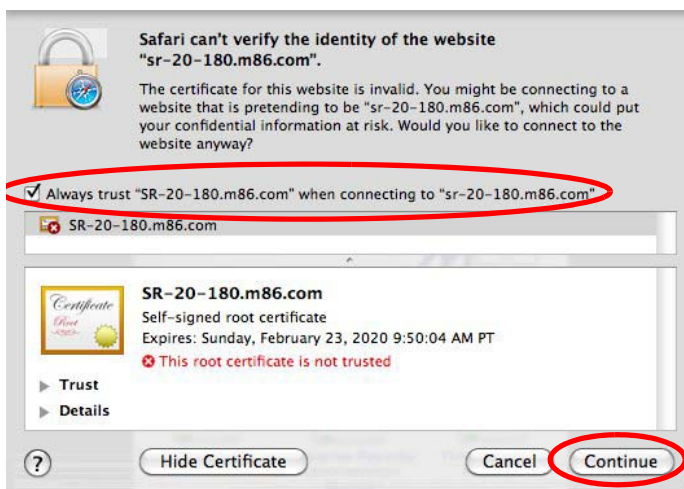 Safari can't verify the identity of the website
"sr-20-180.m86.com".
The certificate for this website is invalid. You might be connecting to a
website that is pretending to be "sr-20-180.m86.com", which could put
your confidential information at risk. Would you like to connect to the
website anyway?
Always trust "SR-20-180.m86.com" when connecting to "sr-20-180.m86.com"
SR-20-180.m86.com
Certificate
Root
SR-20-180.m86.com
Self-signed root certificate
Expires: Sunday, February 23, 2020 9:50:04 AM PT
This root certificate is not trusted
Trust
Details
? Hide Certificate Cancel Continue